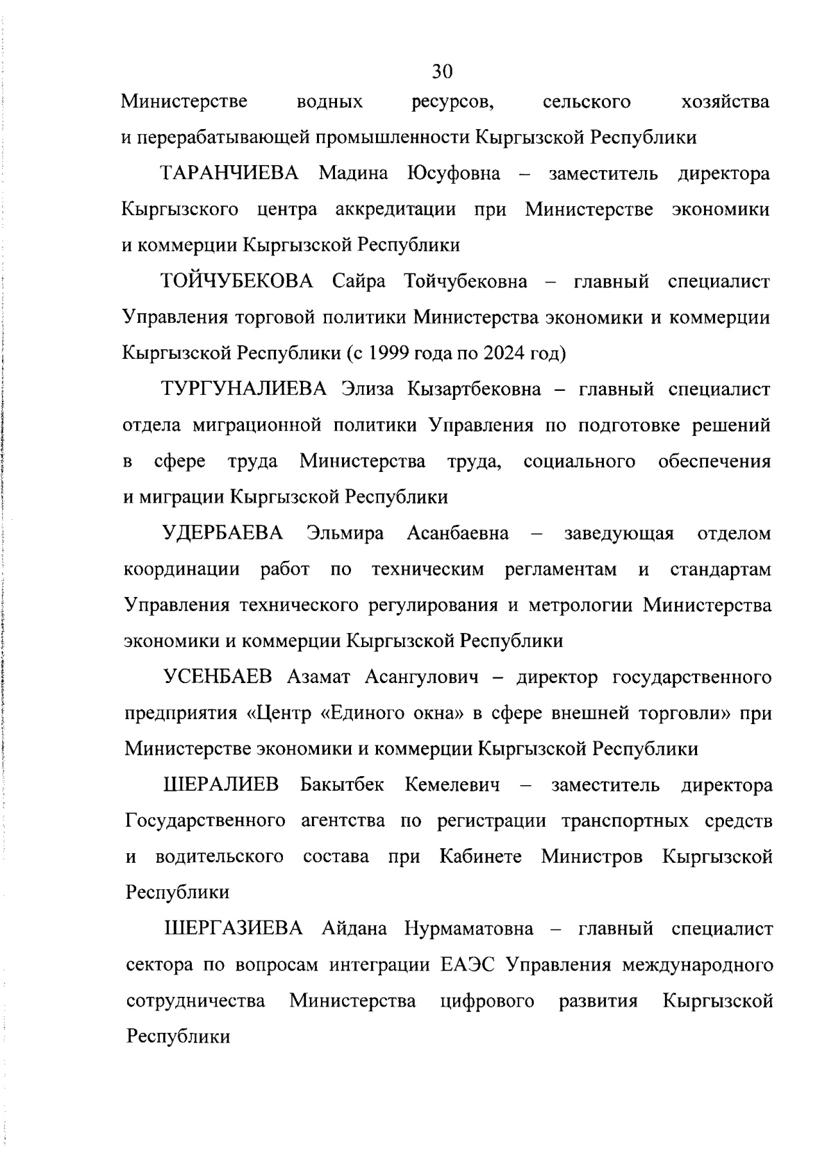 30
Министерстве водных ресурсов, сельского хозяйства
и перерабатывающей промышленности Кыргызской Республики
ТАРАНЧИЕВА Мадина Юсуфовна – заместитель директора
Кыргызского центра аккредитации при Министерстве экономики
и коммерции Кыргызской Республики
ТОЙЧУБЕКОВА Сайра Тойчубековна – главный специалист
Управления торговой политики Министерства экономики и коммерции
Кыргызской Республики (с 1999 года по 2024 год)
ТУРГУНАЛИЕВА Элиза Кызартбековна – главный специалист
отдела миграционной политики Управления по подготовке решений
в сфере труда Министерства труда, социального обеспечения
и миграции Кыргызской Республики
УДЕРБАЕВА Эльмира Асанбаевна – заведующая отделом
координации работ по техническим регламентам и стандартам
Управления технического регулирования и метрологии Министерства
экономики и коммерции Кыргызской Республики
УСЕНБАЕВ Азамат Асангулович – директор государственного
предприятия «Центр «Единого окна» в сфере внешней торговли» при
Министерстве экономики и коммерции Кыргызской Республики
ШЕРАЛИЕВ Бакытбек Кемелевич – заместитель директора
Государственного агентства по регистрации транспортных средств
и водительского состава при Кабинете Министров Кыргызской
Республики
ШЕРГАЗИЕВА Айдана Нурмаматовна – главный специалист
сектора по вопросам интеграции ЕАЭС Управления международного
сотрудничества Министерства цифрового развития Кыргызской
Республики